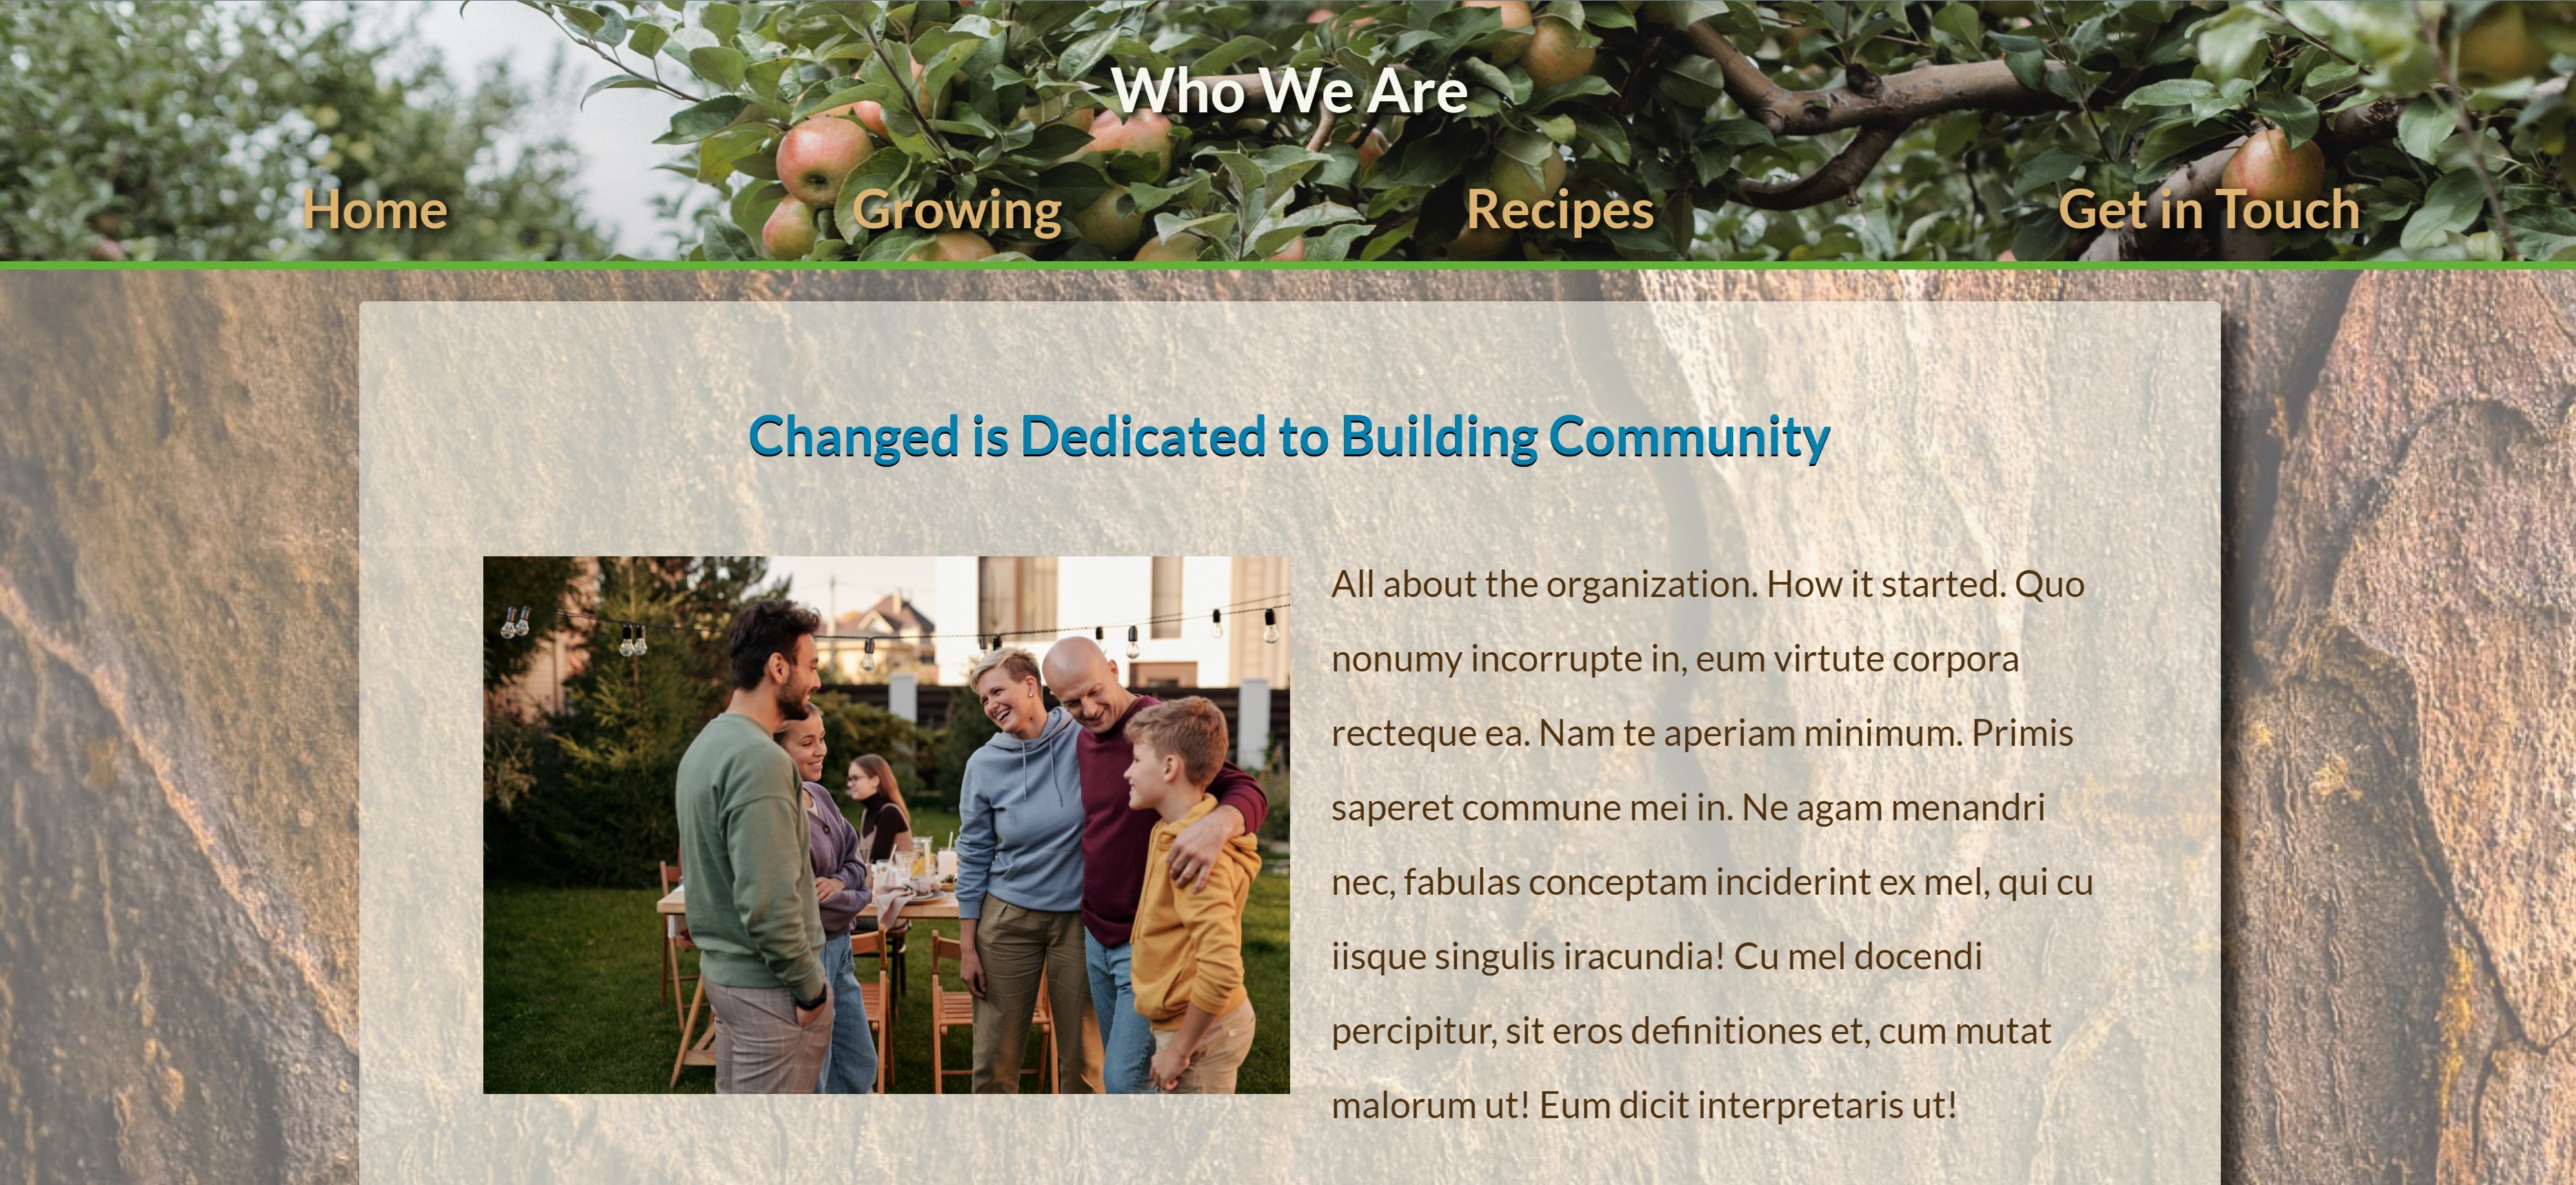 Who We Are
Home Growing Recipes Get in Touch
Changed is Dedicated to Building Community
All about the organization. How it started. Quo
nonumy incorrupte in, eum virtute corpora
recteque ea. Nam te aperiam minimum. Primis
saperet commune mei in. Ne agam menandri
nec, fabulas conceptam inciderint ex mel, qui cu
iisque singulis iracundia! Cu mel docendi
percipitur, sit eros definitiones et, cum mutat
malorum ut! Eum dicit interpretaris ut!